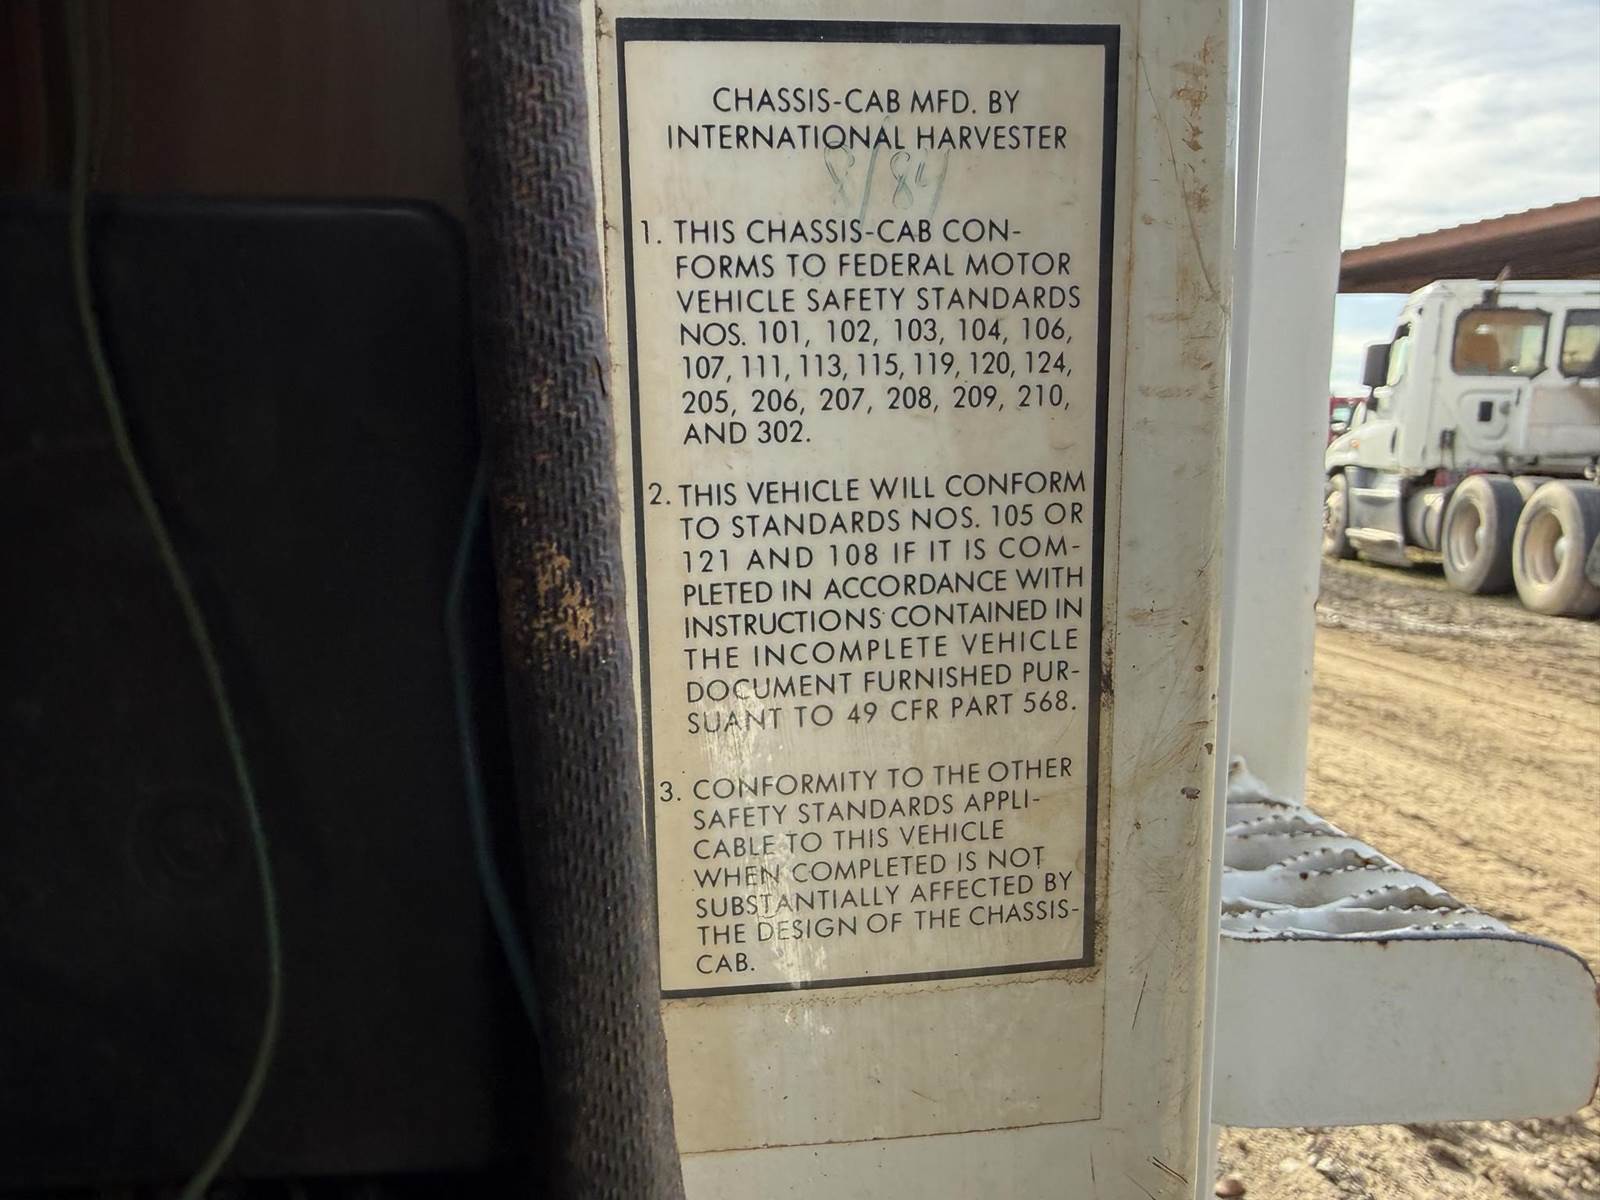 CHASSIS-CAB MFD. BY
INTERNATIONAL HARVESTER
8/84
1. THIS CHASSIS-CAB CON-
FORMS TO FEDERAL MOTOR
VEHICLE SAFETY STANDARDS
NOS. 101, 102, 103, 104, 106,
107, 111, 113, 115, 119, 120, 124,
205, 206, 207, 208, 209, 210,
AND 302.
2. THIS VEHICLE WILL CONFORM
TO STANDARDS NOS. 105 OR
121 AND 108 IF IT IS COM-
PLETED IN ACCORDANCE WITH
INSTRUCTIONS CONTAINED IN
THE INCOMPLETE VEHICLE
DOCUMENT FURNISHED PUR-
SUANT TO 49 CFR PART 568.
3. CONFORMITY TO THE OTHER
SAFETY STANDARDS APPLI-
CABLE TO THIS VEHICLE
WHEN COMPLETED IS NOT
SUBSTANTIALLY AFFECTED BY
THE DESIGN OF THE CHASSIS-
CAB.